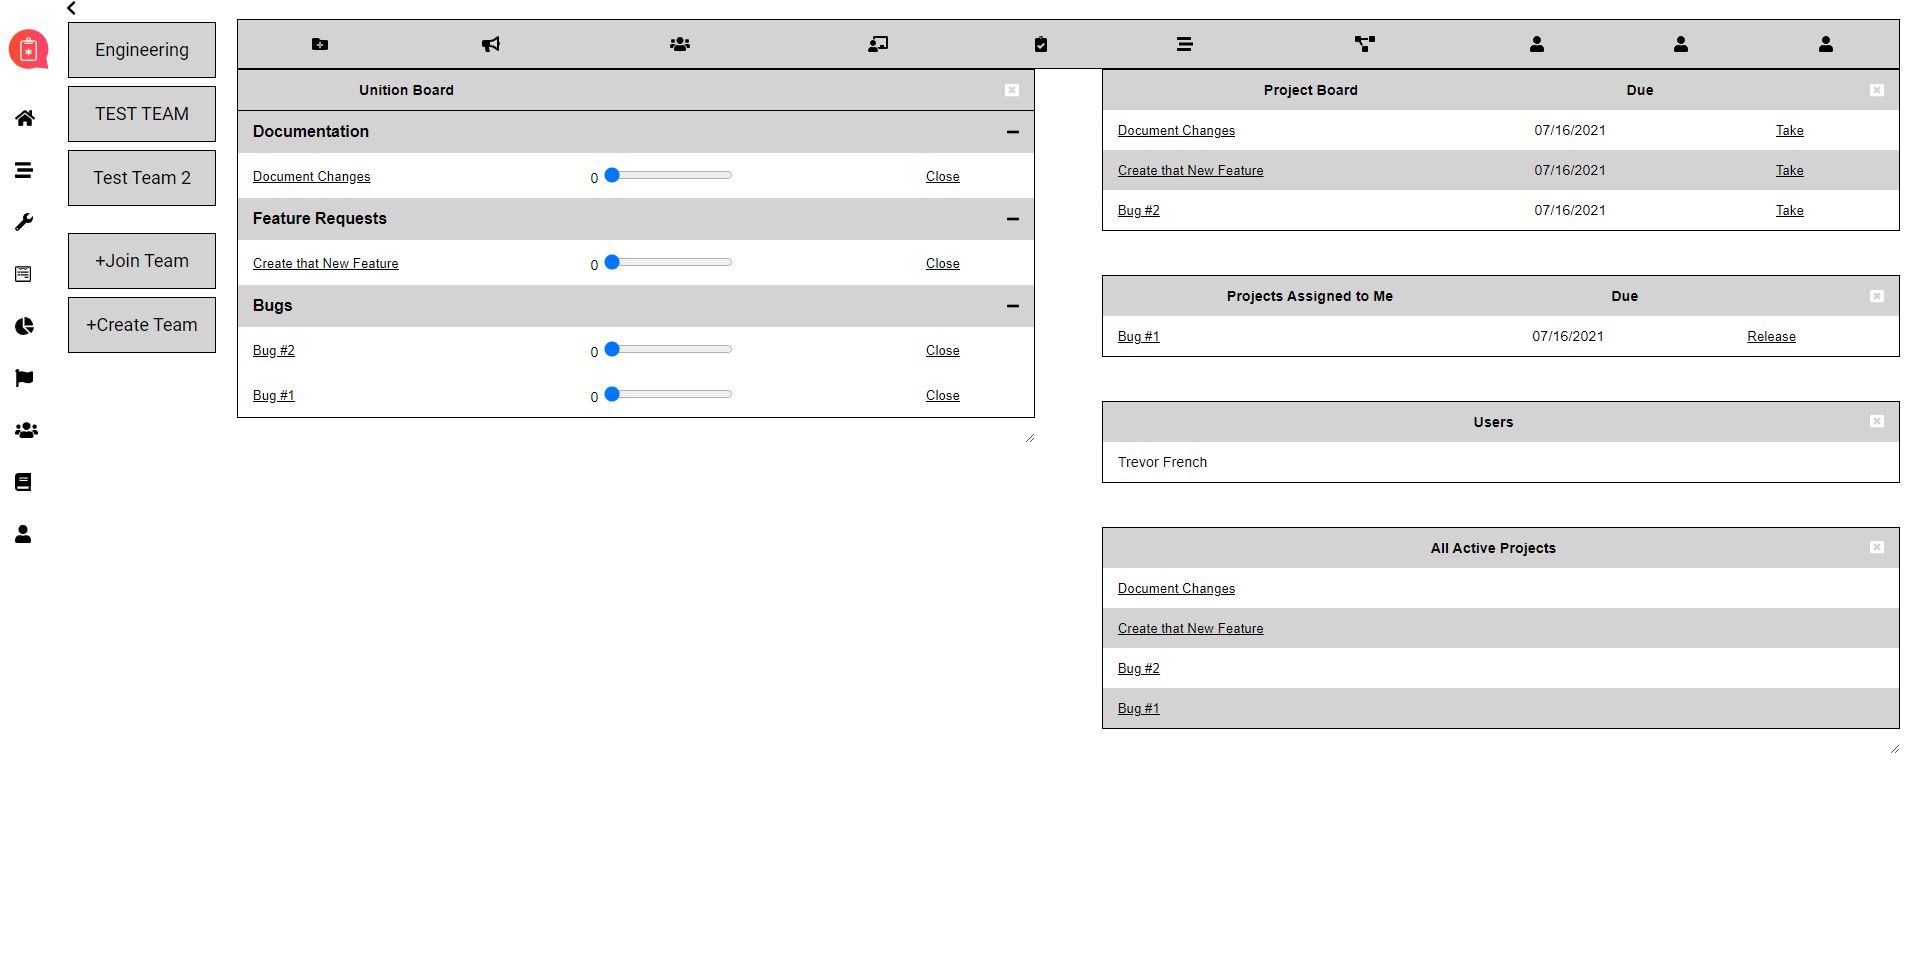 Engineering
TEST TEAM
Test Team 2
+Join Team
+Create Team
Unition Board
Documentation
Document Changes 0 Close
Feature Requests
Create that New Feature 0 Close
Bugs
Bug #2 0 Close
Bug #1 0 Close
Project Board Due
Document Changes 07/16/2021 Take
Create that New Feature 07/16/2021 Take
Bug #2 07/16/2021 Take
Projects Assigned to Me Due
Bug #1 07/16/2021 Release
Users
Trevor French
All Active Projects
Document Changes
Create that New Feature
Bug #2
Bug #1